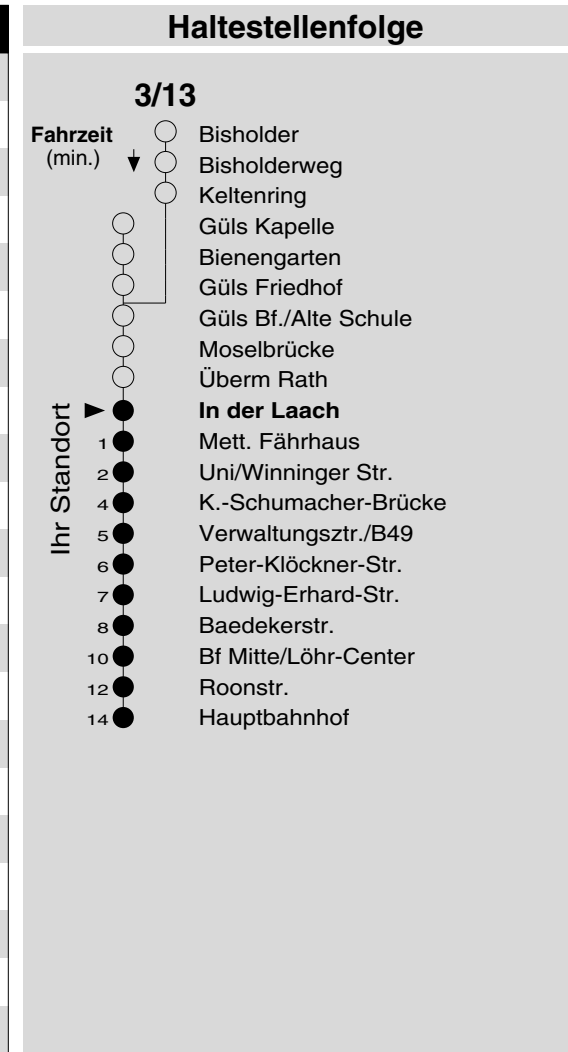 Haltestellenfolge
3/13
Fahrzeit
(min.)
Bisholder
Bisholderweg
Keltenring
Güls Kapelle
Bienengarten
Güls Friedhof
Güls Bf./Alte Schule
Moselbrücke
Überm Rath
Ihr Standort
In der Laach
1 Mett. Fährhaus
2 Uni/Winninger Str.
4 K.-Schumacher-Brücke
5 Verwaltungsztr./B49
6 Peter-Klöckner-Str.
7 Ludwig-Erhard-Str.
8 Baedekerstr.
10 Bf Mitte/Löhr-Center
12 Roonstr.
14 Hauptbahnhof